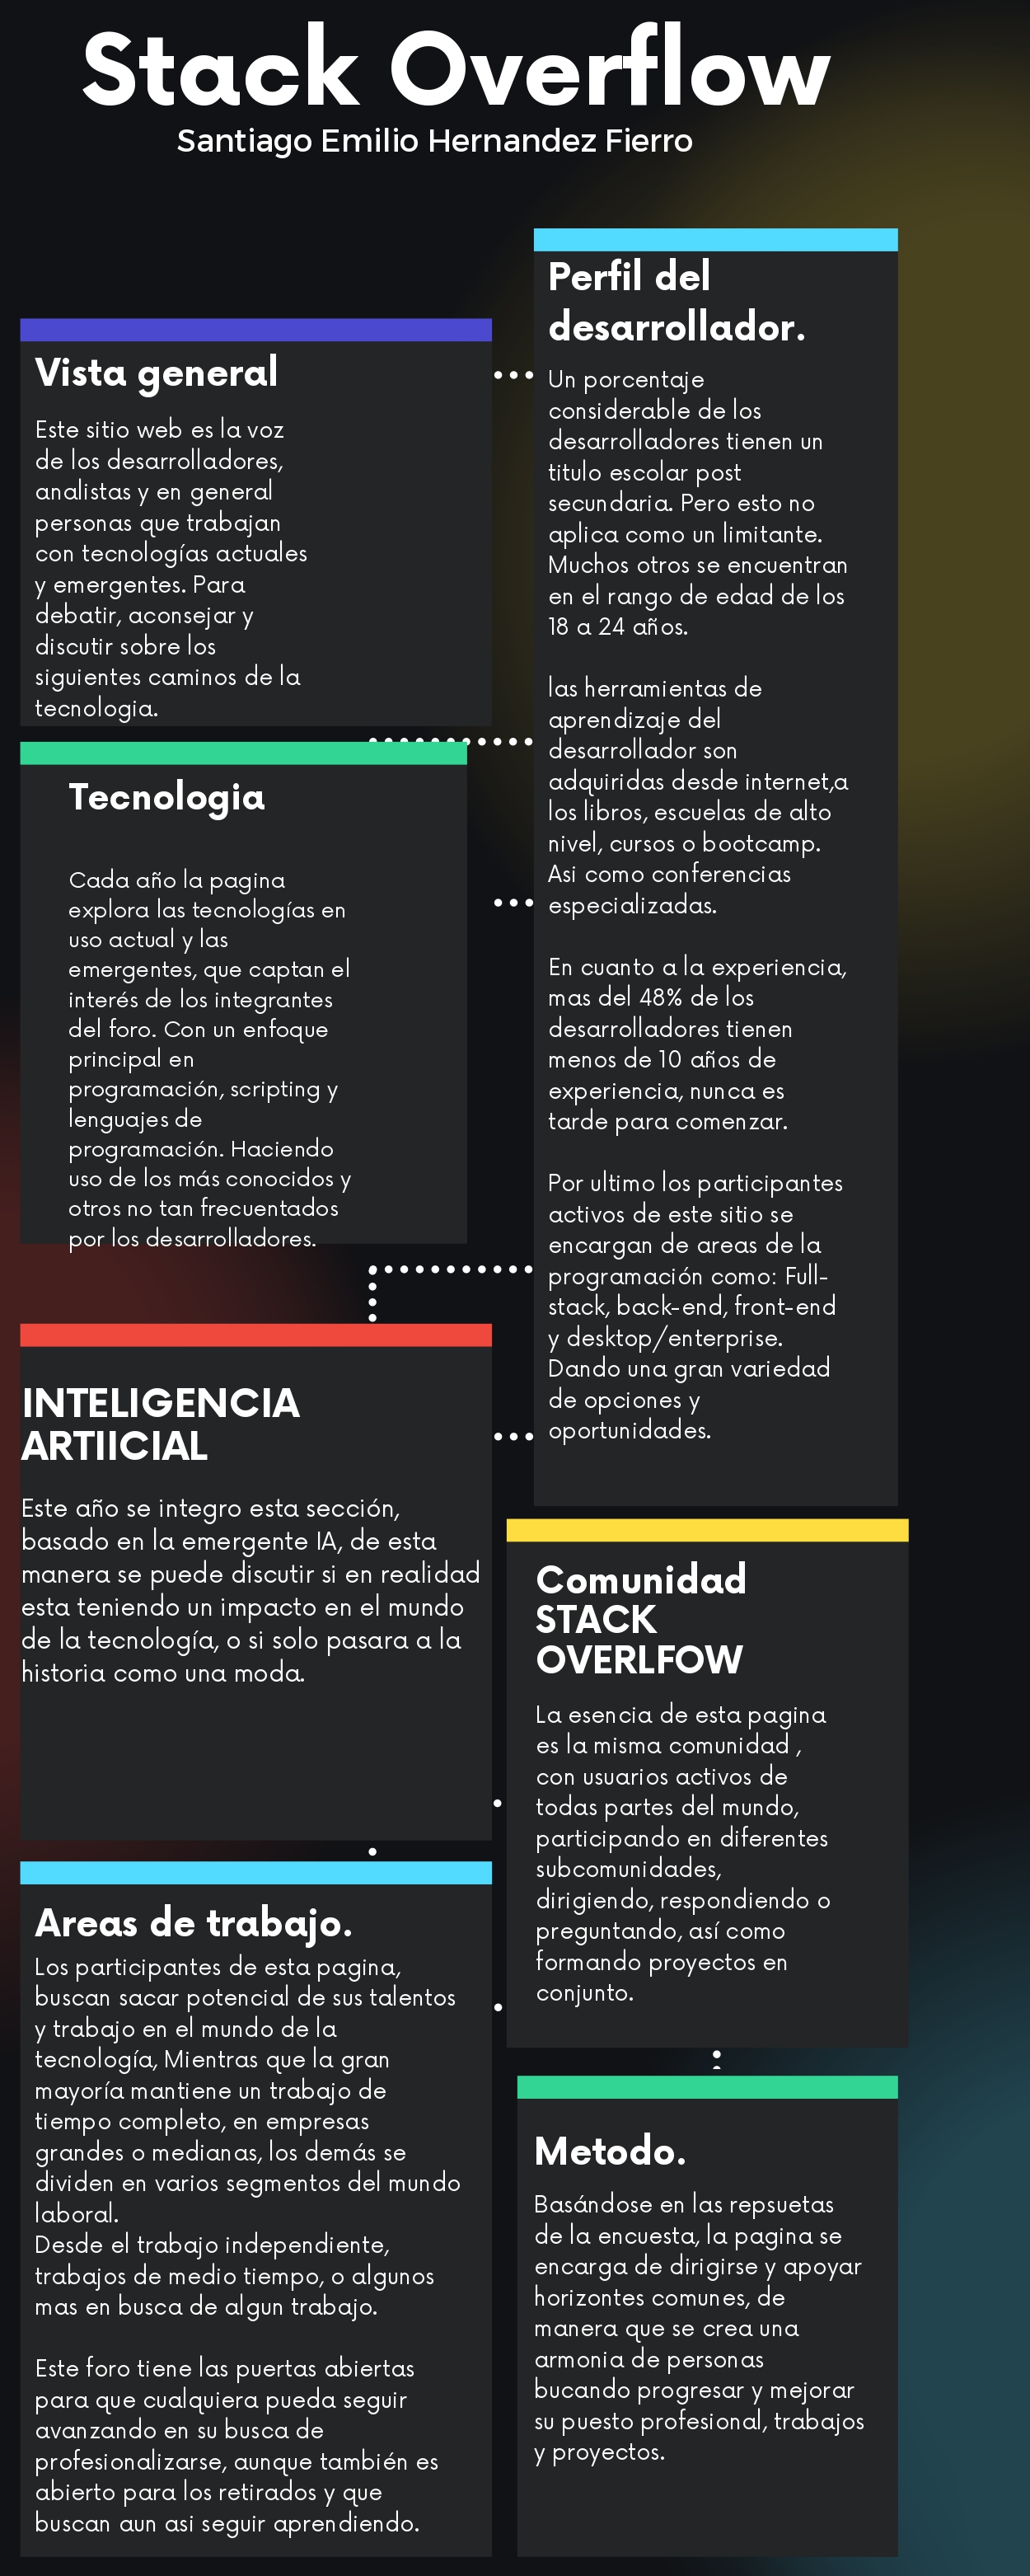 Stack Overflow
Santiago Emilio Hernandez Fierro
Vista general
Este sitio web es la voz
de los desarrolladores,
analistas y en general
personas que trabajan
con tecnologías actuales
y emergentes. Para
debatir, aconsejar y
discutir sobre los
siguientes caminos de la
tecnologia.
Perfil del
desarrollador.
Un porcentaje
considerable de los
desarrolladores tienen un
titulo escolar post
secundaria. Pero esto no
aplica como un limitante.
Muchos otros se encuentran
en el rango de edad de los
18 a 24 años.
las herramientas de
aprendizaje del
desarrollador son
adquiridas desde internet,a
los libros, escuelas de alto
nivel, cursos o bootcamp.
Asi como conferencias
especializadas.
En cuanto a la experiencia,
mas del 48% de los
desarrolladores tienen
menos de 10 años de
experiencia, nunca es
tarde para comenzar.
Por ultimo los participantes
activos de este sitio se
encargan de areas de la
programación como: Full-
stack, back-end, front-end
y desktop/enterprise.
Dando una gran variedad
de opciones y
oportunidades.
Tecnologia
Cada año la pagina
explora las tecnologías en
uso actual y las
emergentes, que captan el
interés de los integrantes
del foro. Con un enfoque
principal en
programación, scripting y
lenguajes de
programación. Haciendo
uso de los más conocidos y
otros no tan frecuentados
por los desarrolladores.
INTELIGENCIA
ARTIICIAL
Este año se integro esta sección,
basado en la emergente IA, de esta
manera se puede discutir si en realidad
esta teniendo un impacto en el mundo
de la tecnología, o si solo pasara a la
historia como una moda.
Comunidad
STACK
OVERLFOW
La esencia de esta pagina
es la misma comunidad ,
con usuarios activos de
todas partes del mundo,
participando en diferentes
subcomunidades,
dirigiendo, respondiendo o
preguntando, así como
formando proyectos en
conjunto.
Areas de trabajo.
Los participantes de esta pagina,
buscan sacar potencial de sus talentos
y trabajo en el mundo de la
tecnología, Mientras que la gran
mayoría mantiene un trabajo de
tiempo completo, en empresas
grandes o medianas, los demás se
dividen en varios segmentos del mundo
laboral.
Desde el trabajo independiente,
trabajos de medio tiempo, o algunos
mas en busca de algun trabajo.
Este foro tiene las puertas abiertas
para que cualquiera pueda seguir
avanzando en su busca de
profesionalizarse, aunque también es
abierto para los retirados y que
buscan aun asi seguir aprendiendo.
Metodo.
Basándose en las repsuetas
de la encuesta, la pagina se
encarga de dirigirse y apoyar
horizontes comunes, de
manera que se crea una
armonia de personas
bucando progresar y mejorar
su puesto profesional, trabajos
y proyectos.